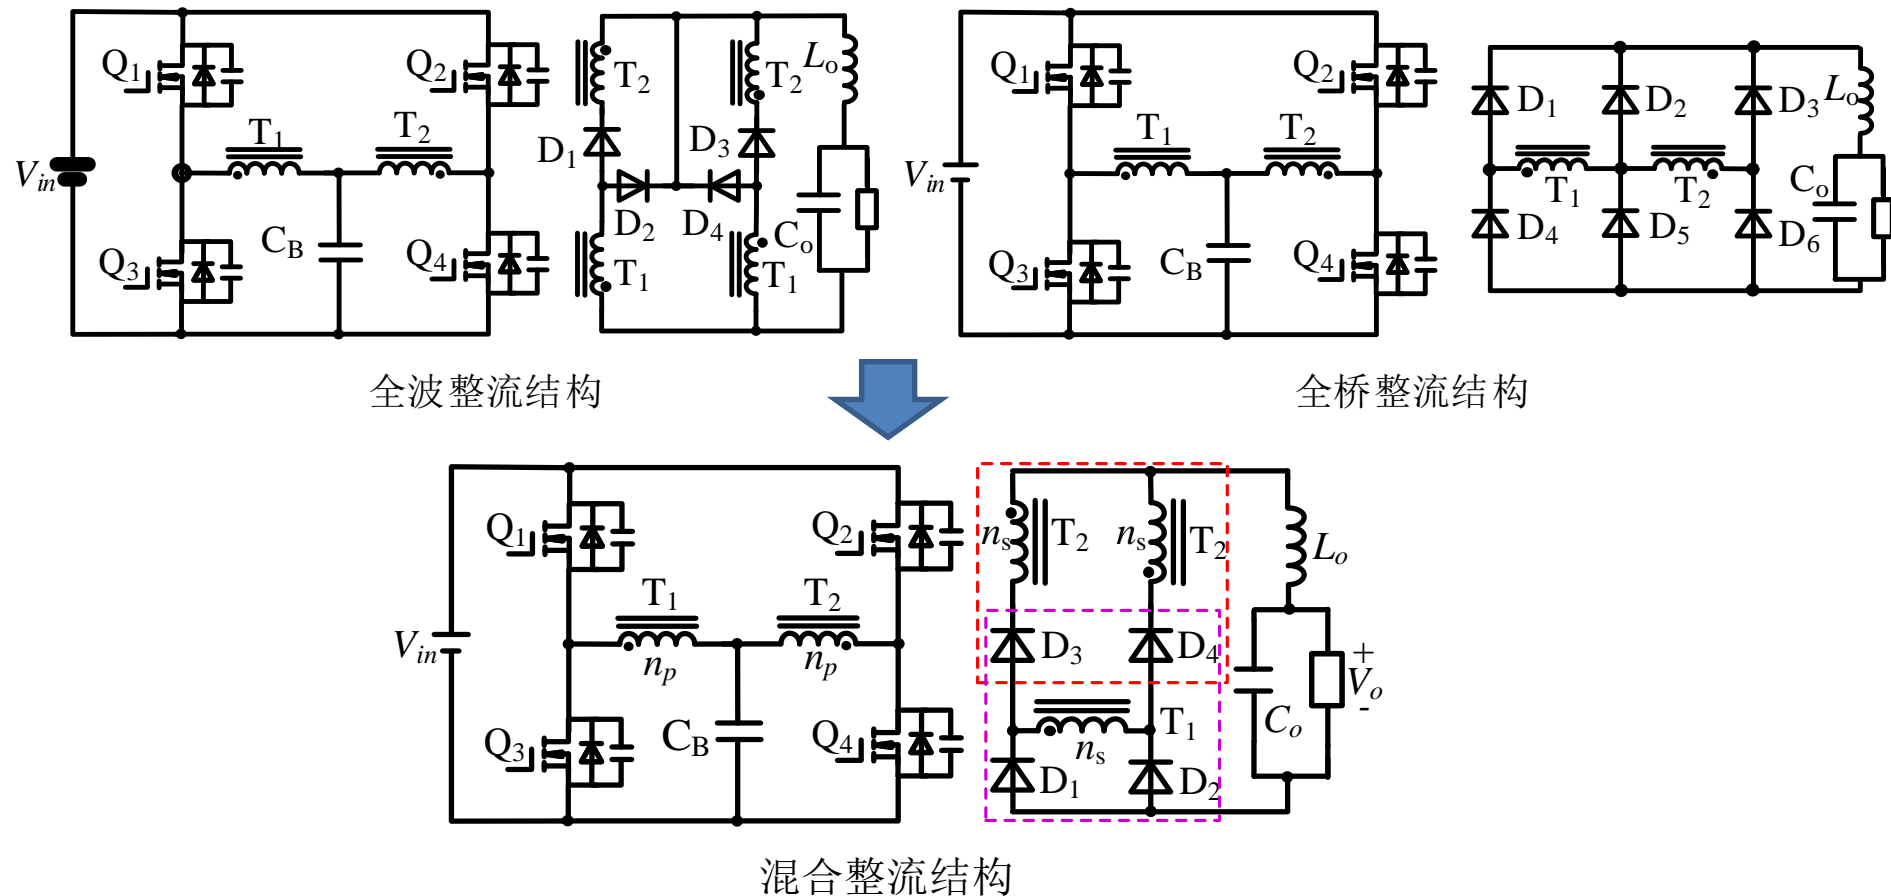 Q1
Q2
T2
T2
Lo
D1
D3
T1
T2
Vin
D2
D4
Co
CB
Q3
Q4
T1
T1
全波整流结构
Q1
Q2
D1
D2
D3
Lo
T1
T2
Vin
T1
T2
Co
D4
D5
D6
Q3
CB
Q4
全桥整流结构
Q1
Q2
ns
T2
ns
T2
Lo
T1
T2
Vin
np
np
D3
D4
+
Vo
-
Q3
CB
Q4
T1
ns
Co
D1
D2
混合整流结构